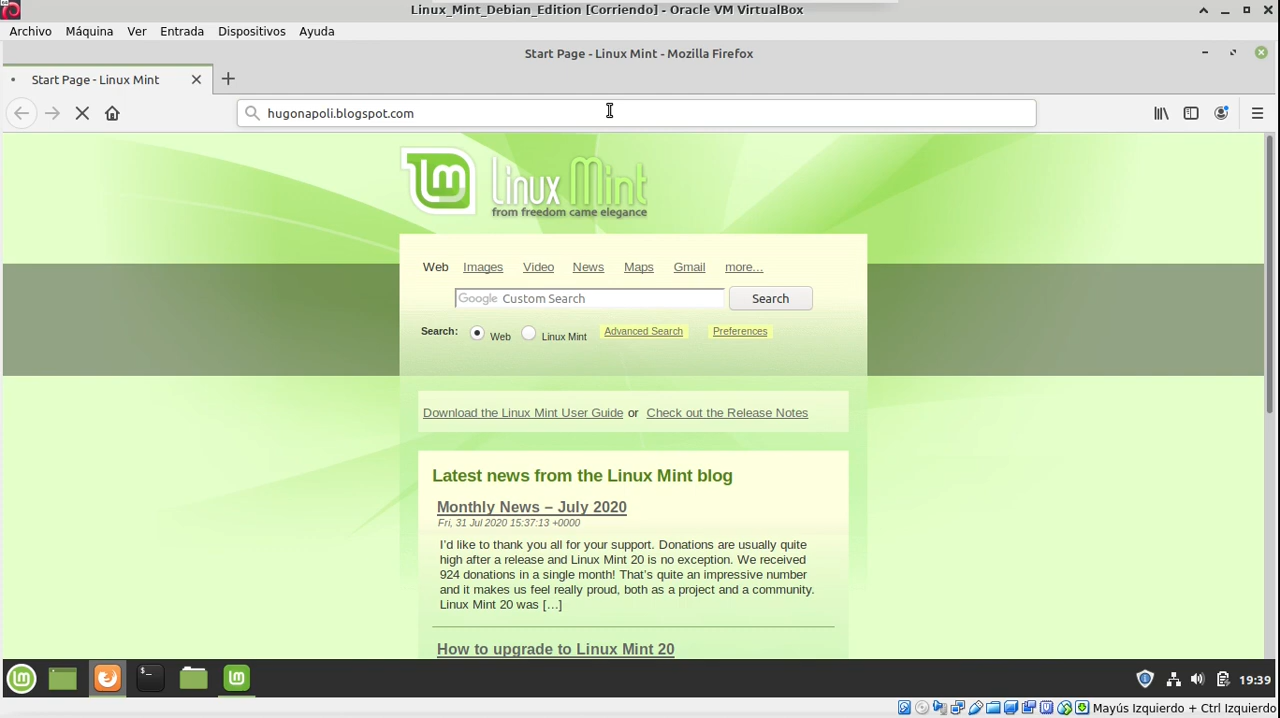 Linux_Mint_Debian_Edition [Corriendo] - Oracle VM VirtualBox
Archivo Máquina Ver Entrada Dispositivos Ayuda
Start Page - Linux Mint - Mozilla Firefox
Start Page - Linux Mint
hugonapoli.blogspot.com
Linux Mint
from freedom came elegance
Web Images Video News Maps Gmail more...
Google Custom Search Search
Search: Web Linux Mint Advanced Search Preferences
Download the Linux Mint User Guide or Check out the Release Notes
Latest news from the Linux Mint blog
Monthly News – July 2020
Fri, 31 Jul 2020 15:37:13 +0000
I'd like to thank you all for your support. Donations are usually quite
high after a release and Linux Mint 20 is no exception. We received
924 donations in a single month! That's quite an impressive number
and it makes us feel really proud, both as a project and a community.
Linux Mint 20 was […]
How to upgrade to Linux Mint 20
19:39
Mayús Izquierdo + Ctrl Izquierdo